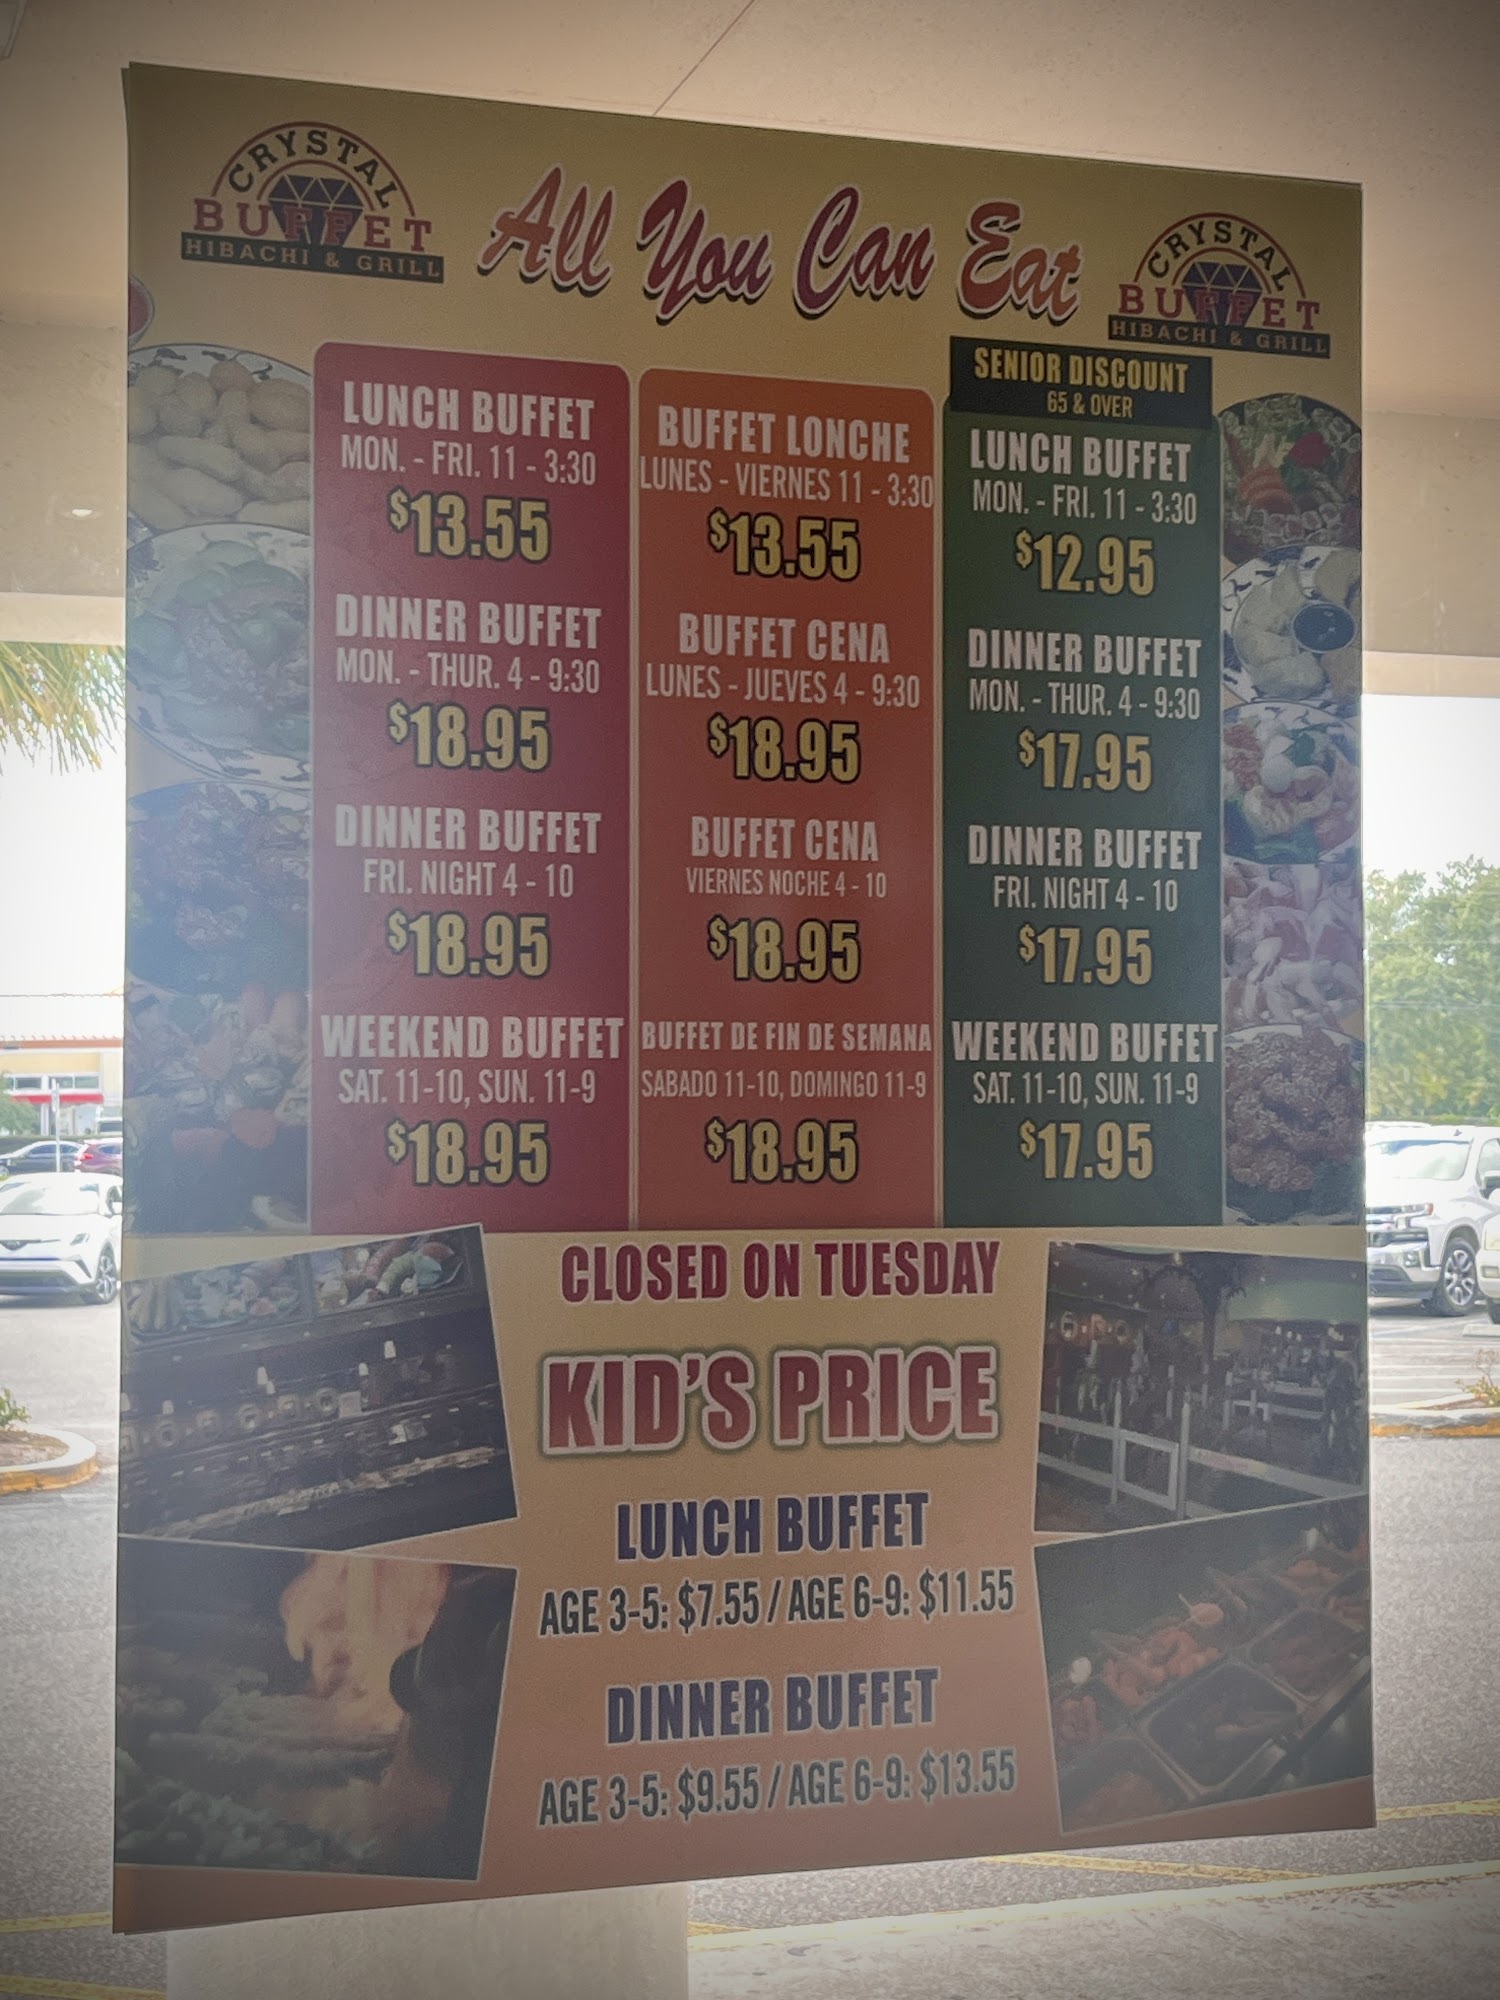 CRYSTAL
BUFFET
HIBACHI & GRILL
All You Can Eat
CRYSTAL
BUFFET
HIBACHI & GRILL
LUNCH BUFFET
MON. - FRI. 11 - 3:30
$13.55
DINNER BUFFET
MON. - THUR. 4 - 9:30
$18.95
DINNER BUFFET
FRI. NIGHT 4 - 10
$18.95
WEEKEND BUFFET
SAT. 11-10, SUN. 11-9
$18.95
BUFFET LONCHE
LUNES - VIERNES 11 - 3:30
$13.55
BUFFET CENA
LUNES - JUEVES 4 - 9:30
$18.95
BUFFET CENA
VIERNES NOCHE 4 - 10
$18.95
BUFFET DE FIN DE SEMANA
SABADO 11-10, DOMINGO 11-9
$18.95
SENIOR DISCOUNT
65 & OVER
LUNCH BUFFET
MON. - FRI. 11 - 3:30
$12.95
DINNER BUFFET
MON. - THUR. 4 - 9:30
$17.95
DINNER BUFFET
FRI. NIGHT 4 - 10
$17.95
WEEKEND BUFFET
SAT. 11-10, SUN. 11-9
$17.95
CLOSED ON TUESDAY
KID'S PRICE
LUNCH BUFFET
AGE 3-5: $7.55 / AGE 6-9: $11.55
DINNER BUFFET
AGE 3-5: $9.55 / AGE 6-9: $13.55